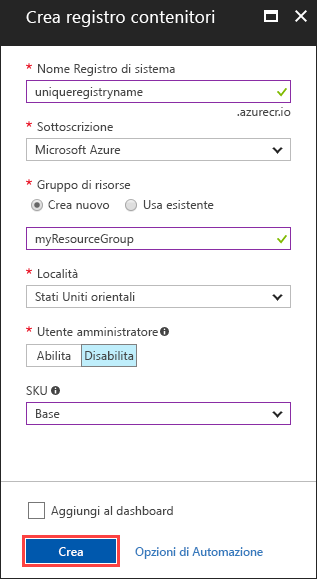 Crea registro contenitori
* Nome Registro di sistema
uniqueregistryname
.azurecr.io
* Sottoscrizione
Microsoft Azure
* Gruppo di risorse
Crea nuovo Usa esistente
myResourceGroup
* Località
Stati Uniti orientali
* Utente amministratore
Abilita Disabilita
SKU
Base
Aggiungi al dashboard
Crea Opzioni di Automazione